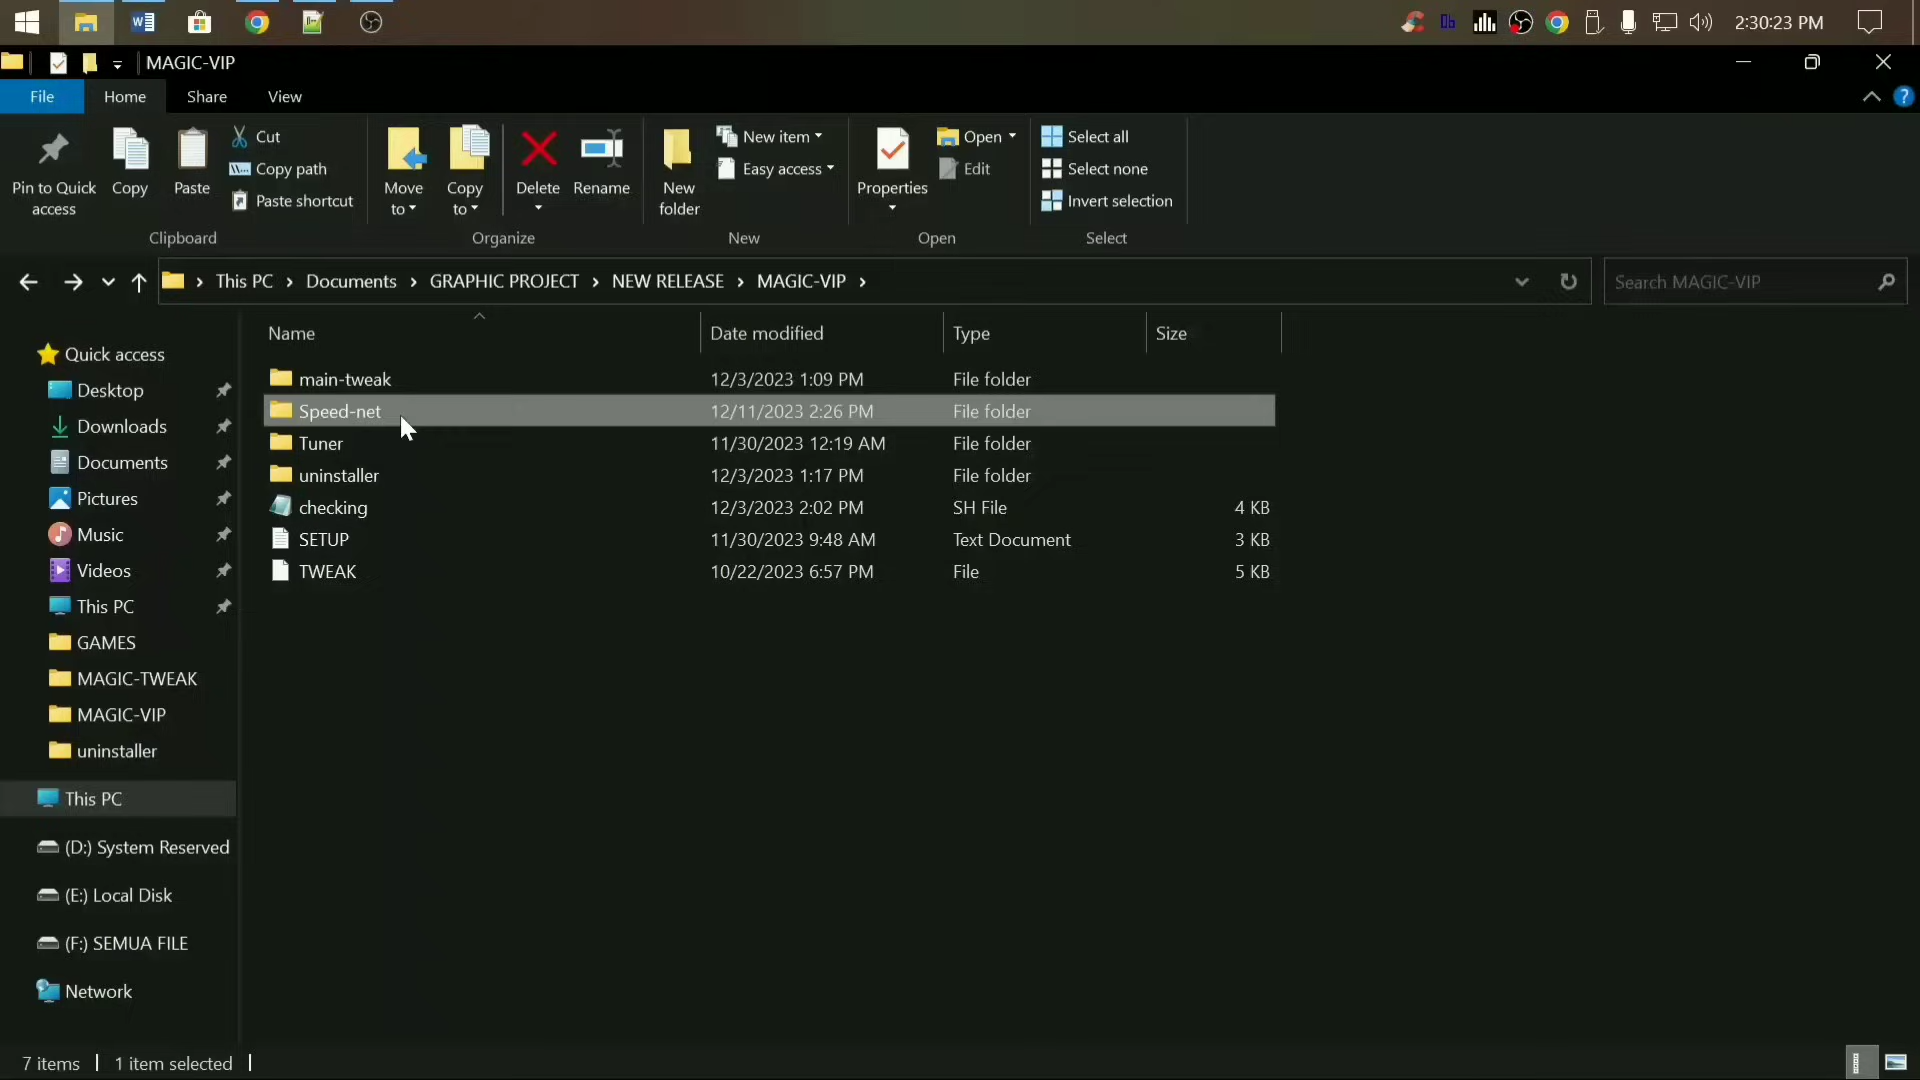 2:30:23 PM
MAGIC-VIP
File Home Share View
Pin to Quick access
Copy
Paste
Cut
Copy path
Paste shortcut
Clipboard
Move to
Copy to
Delete
Rename
Organize
New folder
New item
Easy access
New
Properties
Open
Edit
Open
Select all
Select none
Invert selection
Select
This PC > Documents > GRAPHIC PROJECT > NEW RELEASE > MAGIC-VIP >
Search MAGIC-VIP
Quick access
Desktop
Downloads
Documents
Pictures
Music
Videos
This PC
GAMES
MAGIC-TWEAK
MAGIC-VIP
uninstaller
This PC
(D:) System Reserved
(E:) Local Disk
(F:) SEMUA FILE
Network
Name Date modified Type Size
main-tweak 12/3/2023 1:09 PM File folder
Speed-net 12/11/2023 2:26 PM File folder
Tuner 11/30/2023 12:19 AM File folder
uninstaller 12/3/2023 1:17 PM File folder
checking 12/3/2023 2:02 PM SH File 4 KB
SETUP 11/30/2023 9:48 AM Text Document 3 KB
TWEAK 10/22/2023 6:57 PM File 5 KB
7 items 1 item selected